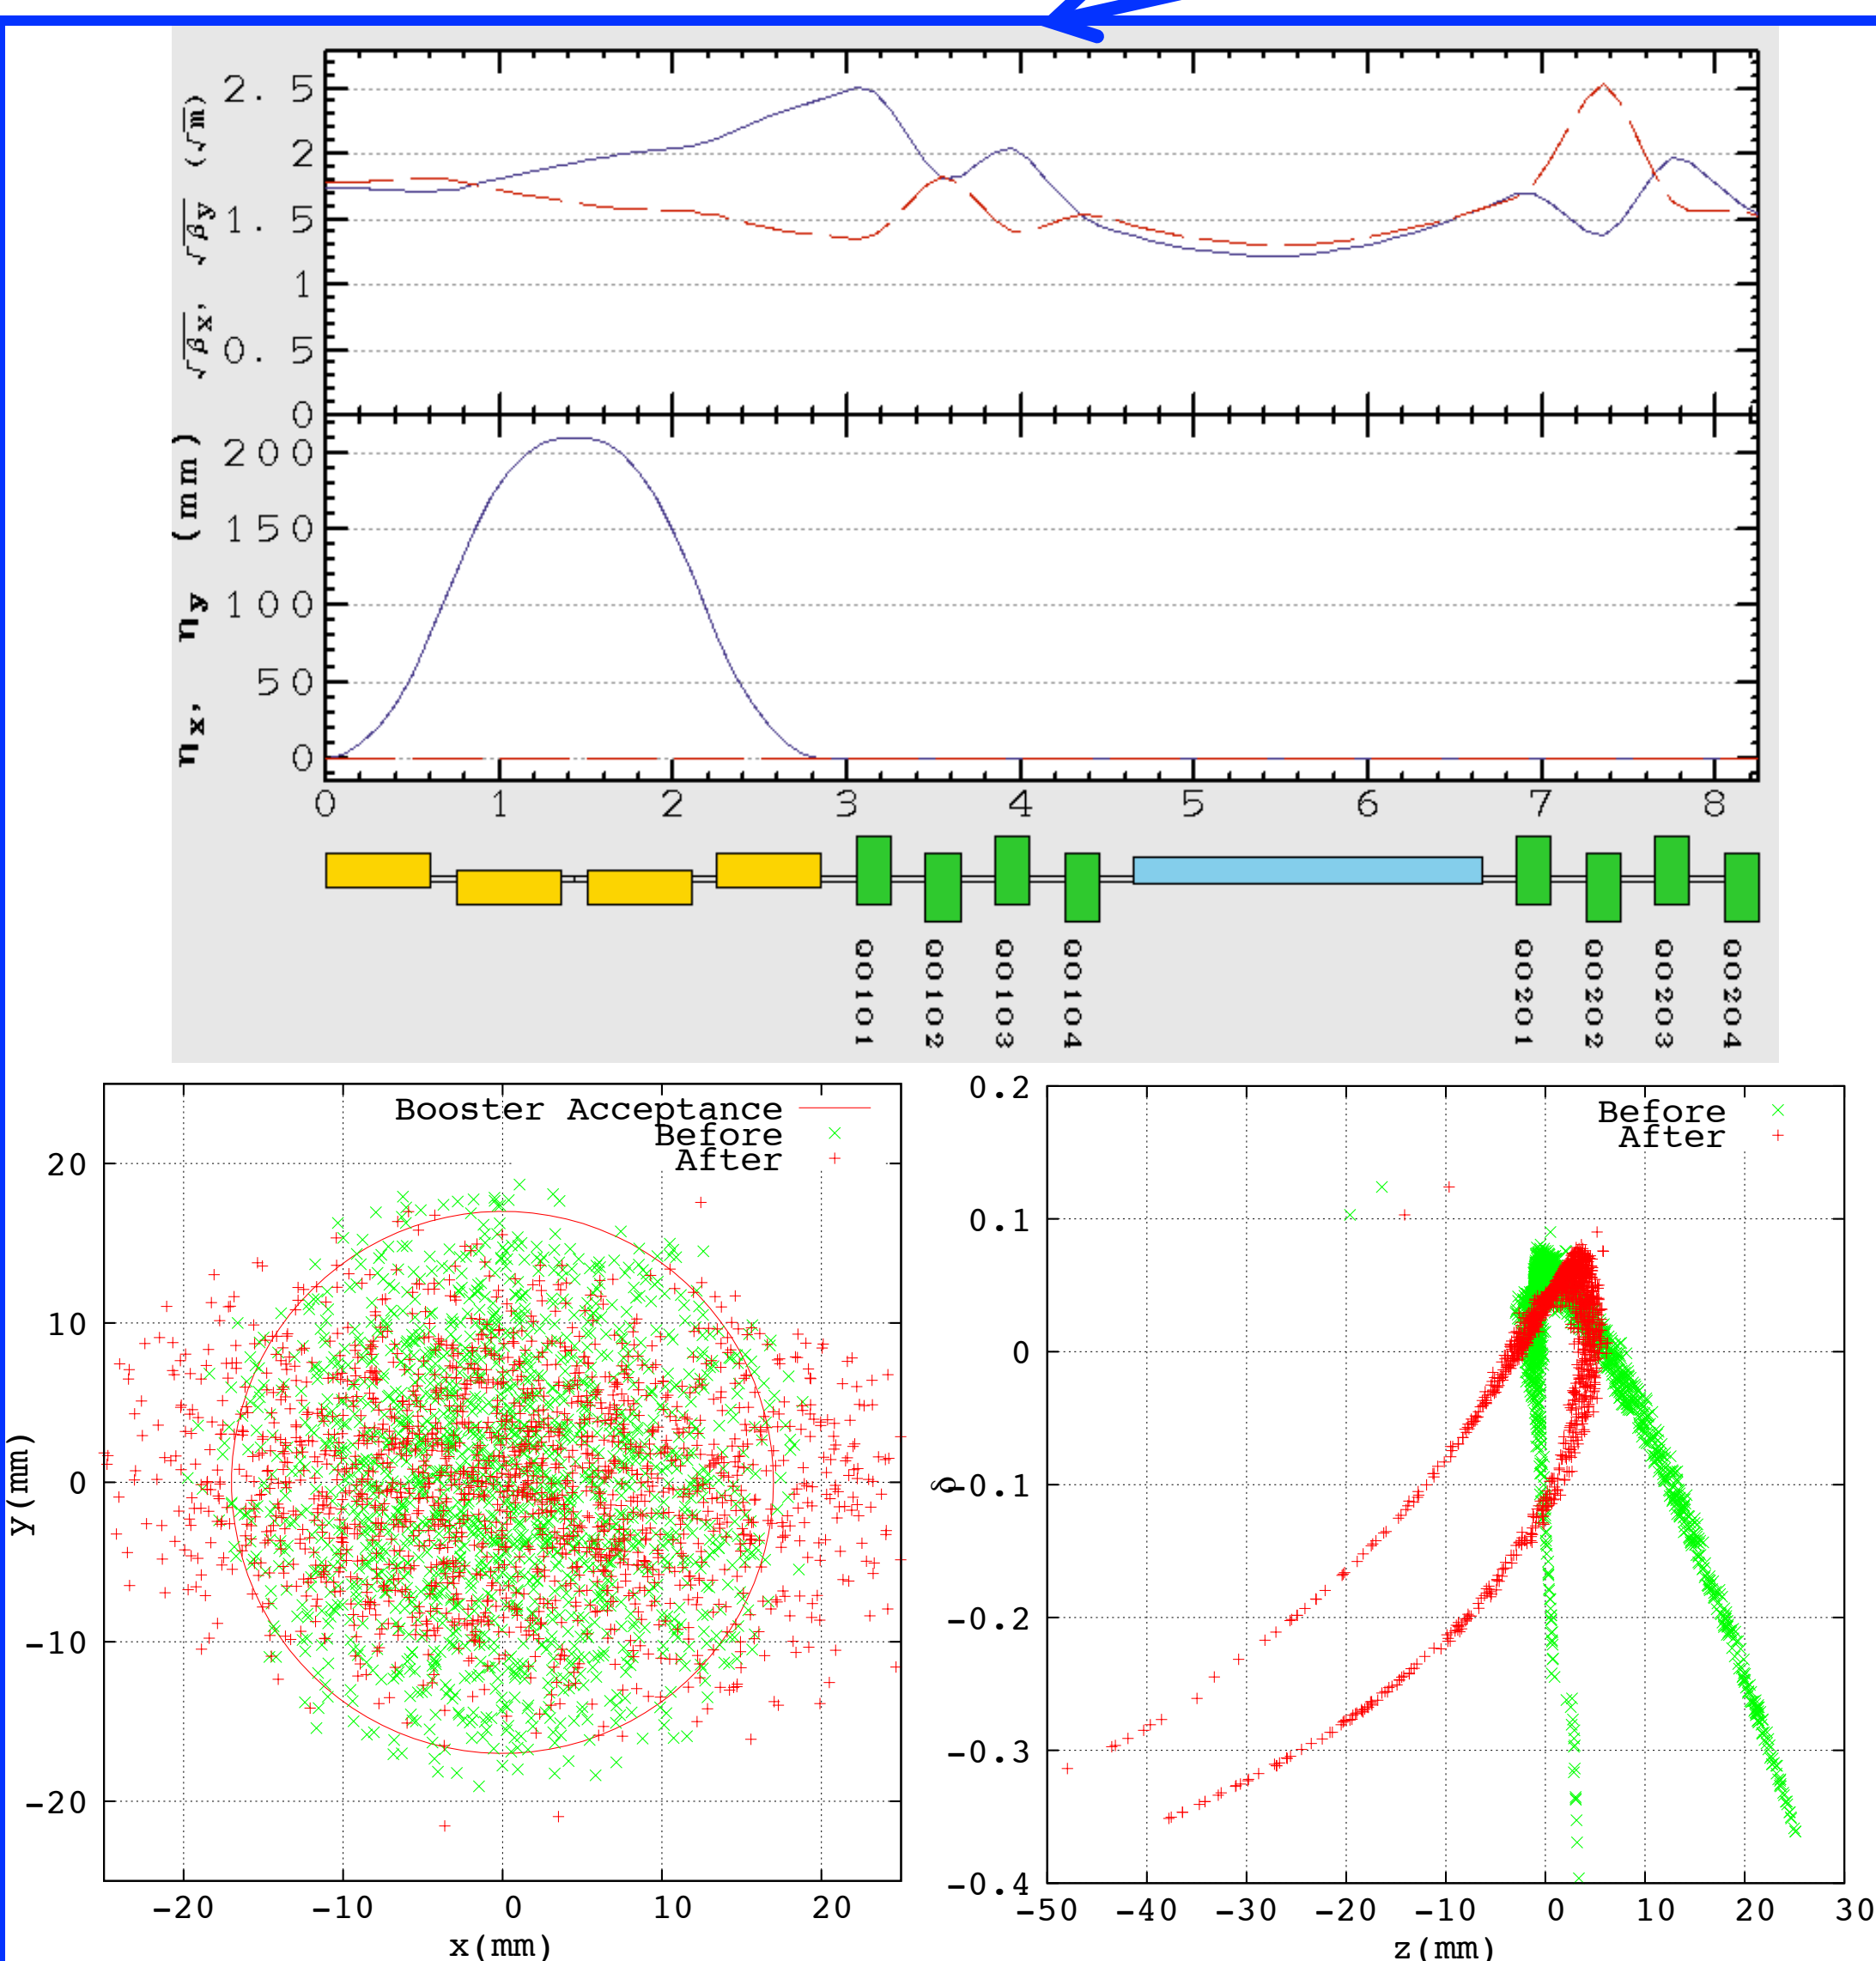 √βx, √βy (√m)
2.5
2
1.5
1
0.5
0
ηx, ηy (mm)
200
150
100
50
0
0 1 2 3 4 5 6 7 8
QQ101 QQ102 QQ103 QQ104 QQ201 QQ202 QQ203 QQ204
Booster Acceptance
Before
After
20
10
0
-10
-20
y(mm)
-20 -10 0 10 20
x(mm)
Before
After
0.2
0.1
0
-0.1
-0.2
-0.3
-0.4
δ
-50 -40 -30 -20 -10 0 10 20 30
z(mm)